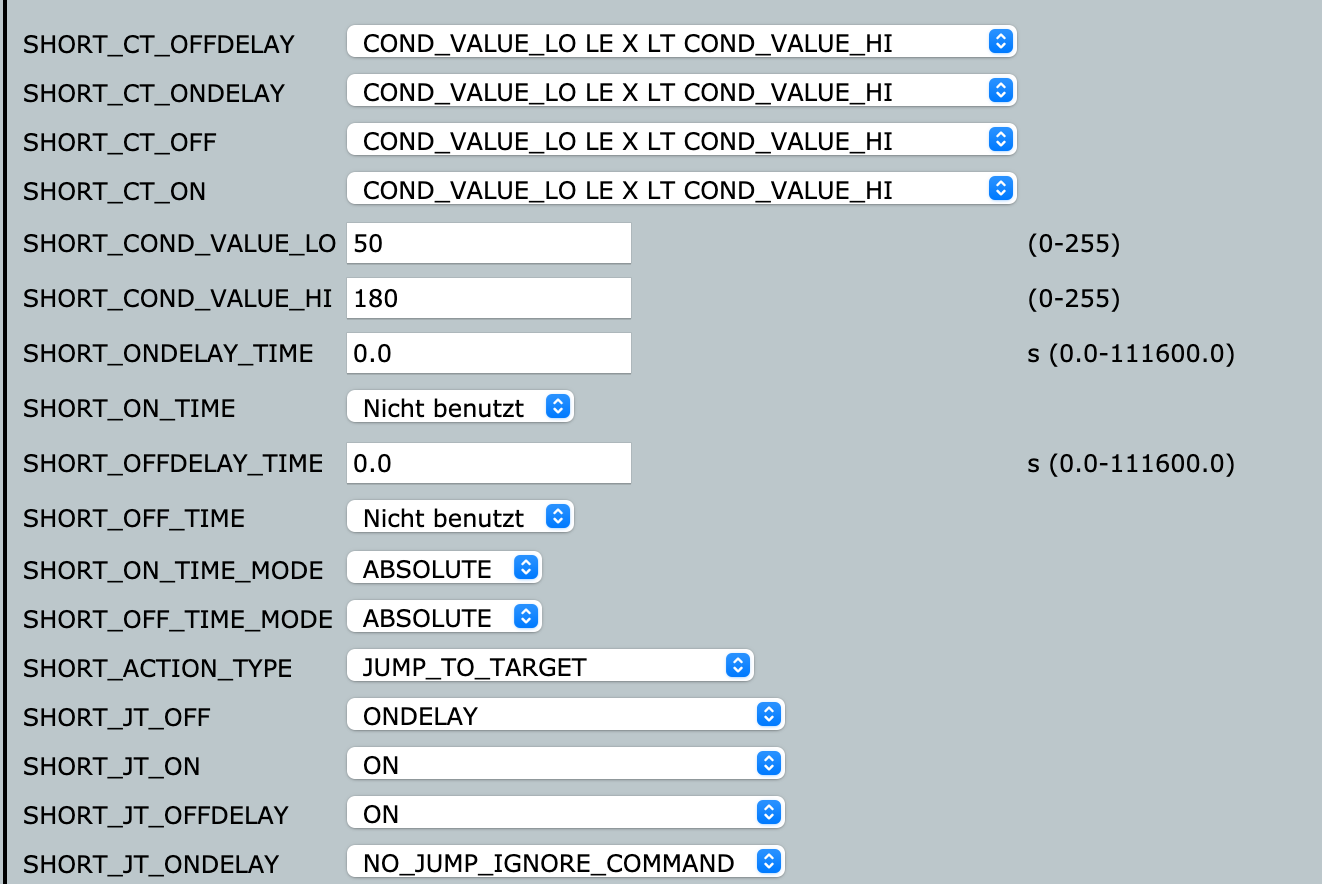 SHORT_CT_OFFDELAY COND_VALUE_LO LE X LT COND_VALUE_HI
SHORT_CT_ONDELAY COND_VALUE_LO LE X LT COND_VALUE_HI
SHORT_CT_OFF COND_VALUE_LO LE X LT COND_VALUE_HI
SHORT_CT_ON COND_VALUE_LO LE X LT COND_VALUE_HI
SHORT_COND_VALUE_LO 50 (0-255)
SHORT_COND_VALUE_HI 180 (0-255)
SHORT_ONDELAY_TIME 0.0 s (0.0-111600.0)
SHORT_ON_TIME Nicht benutzt
SHORT_OFFDELAY_TIME 0.0 s (0.0-111600.0)
SHORT_OFF_TIME Nicht benutzt
SHORT_ON_TIME_MODE ABSOLUTE
SHORT_OFF_TIME_MODE ABSOLUTE
SHORT_ACTION_TYPE JUMP_TO_TARGET
SHORT_JT_OFF ONDELAY
SHORT_JT_ON ON
SHORT_JT_OFFDELAY ON
SHORT_JT_ONDELAY NO_JUMP_IGNORE_COMMAND